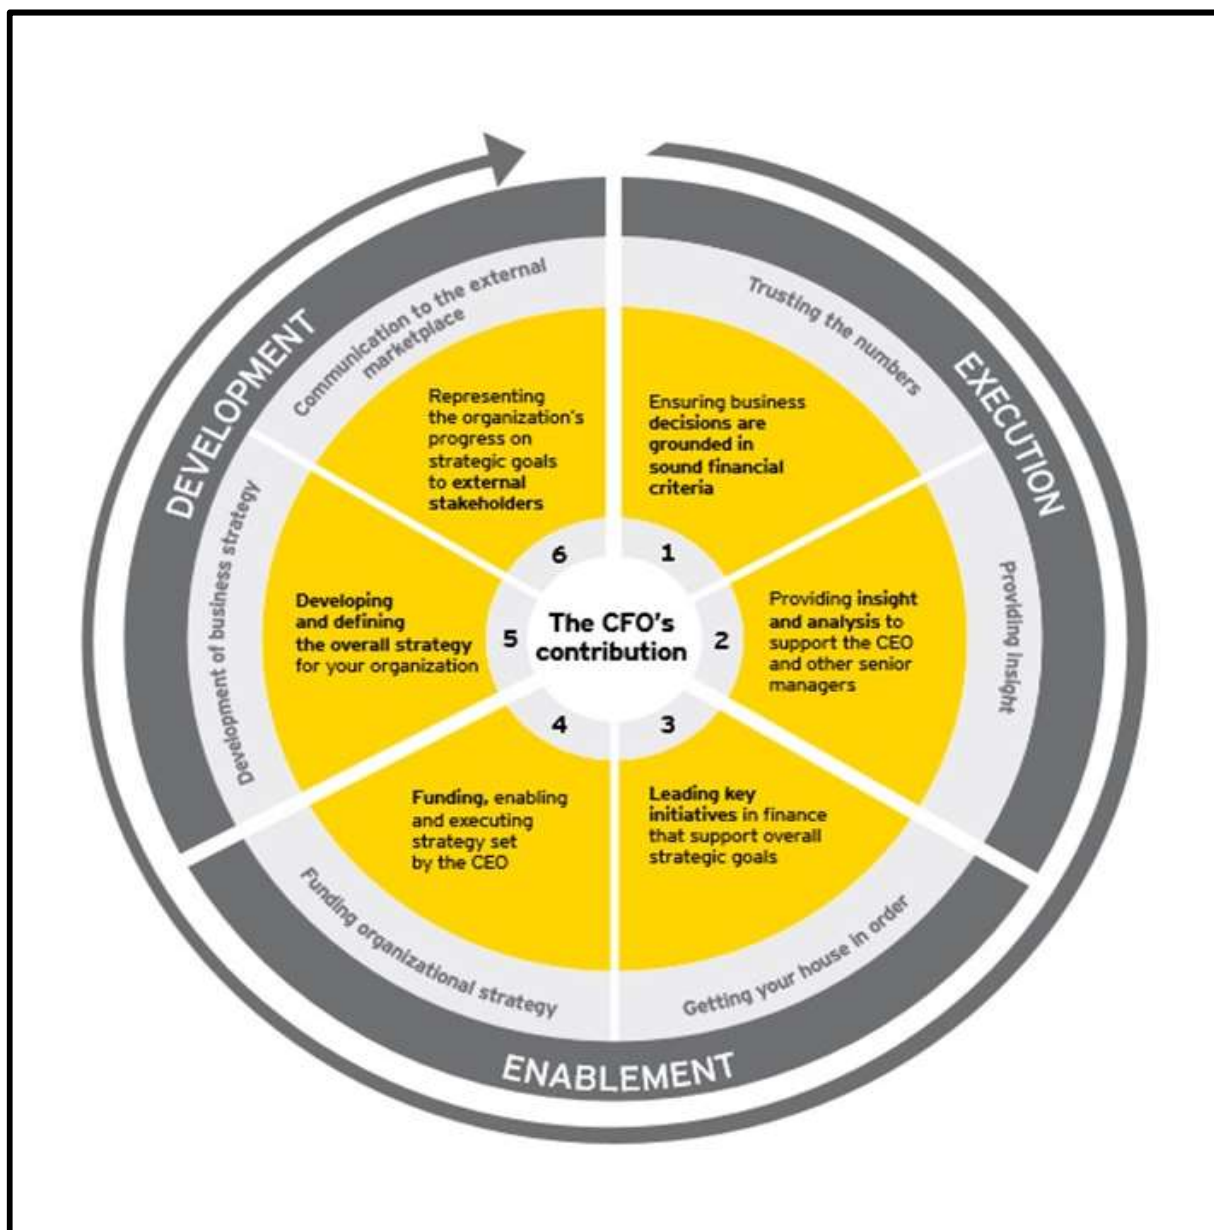 The CFO's
contribution
EXECUTION
Trusting the numbers
1
Ensuring business
decisions are
grounded in
sound financial
criteria
Providing insight
2
Providing insight
and analysis to
support the CEO
and other senior
managers
ENABLEMENT
Getting your house in order
3
Leading key
initiatives in finance
that support overall
strategic goals
Funding organizational strategy
4
Funding, enabling
and executing
strategy set
by the CEO
DEVELOPMENT
Development of business strategy
5
Developing
and defining
the overall strategy
for your organization
Communication to the external
marketplace
6
Representing
the organization's
progress on
strategic goals
to external
stakeholders